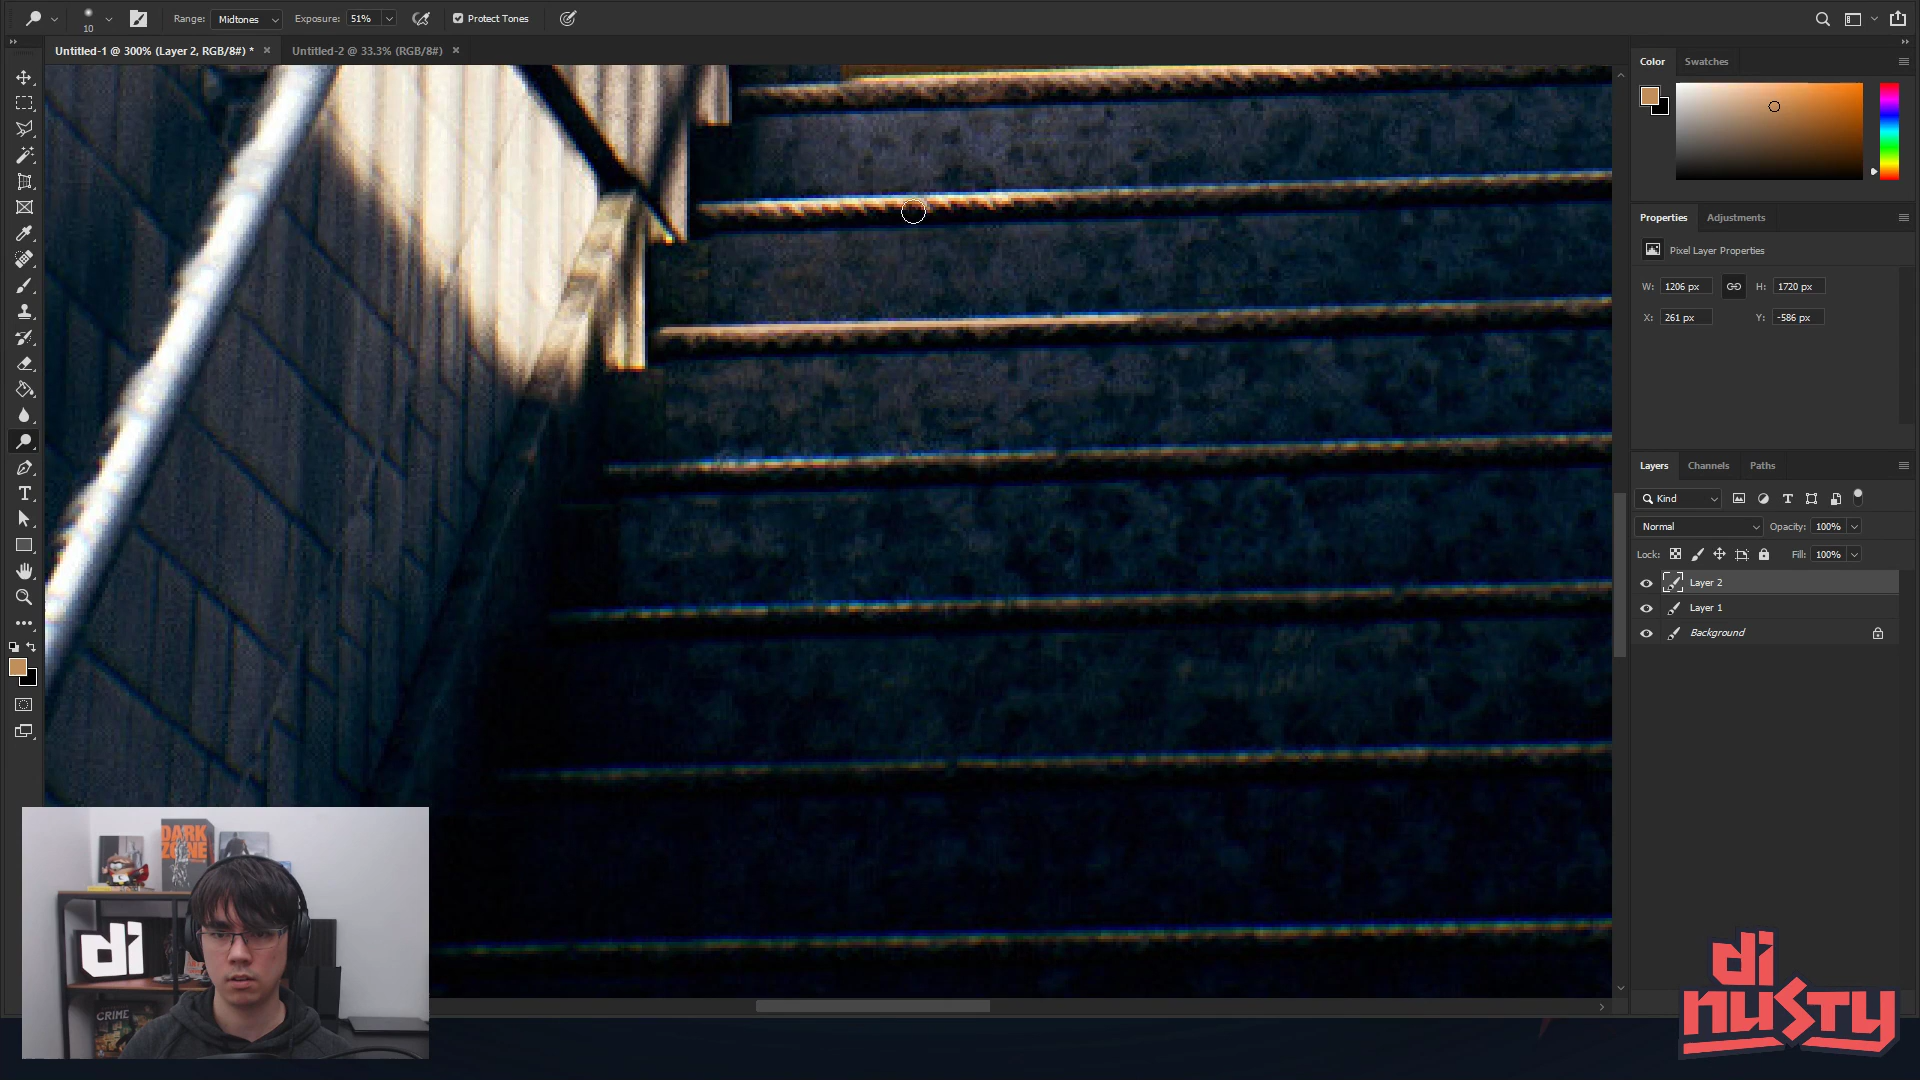 10
Range:
Midtones
Exposure:
51%
Protect Tones
Untitled-1 @ 300% (Layer 2, RGB/8#) *
Untitled-2 @ 33.3% (RGB/8#)
Color
Swatches
Properties
Adjustments
Pixel Layer Properties
W:
1206 px
H:
1720 px
X:
261 px
Y:
-586 px
Layers
Channels
Paths
Kind
Normal
Opacity:
100%
Lock:
Fill:
100%
Layer 2
Layer 1
Background
DARK
ZONE
di
CRIME
di
nusty